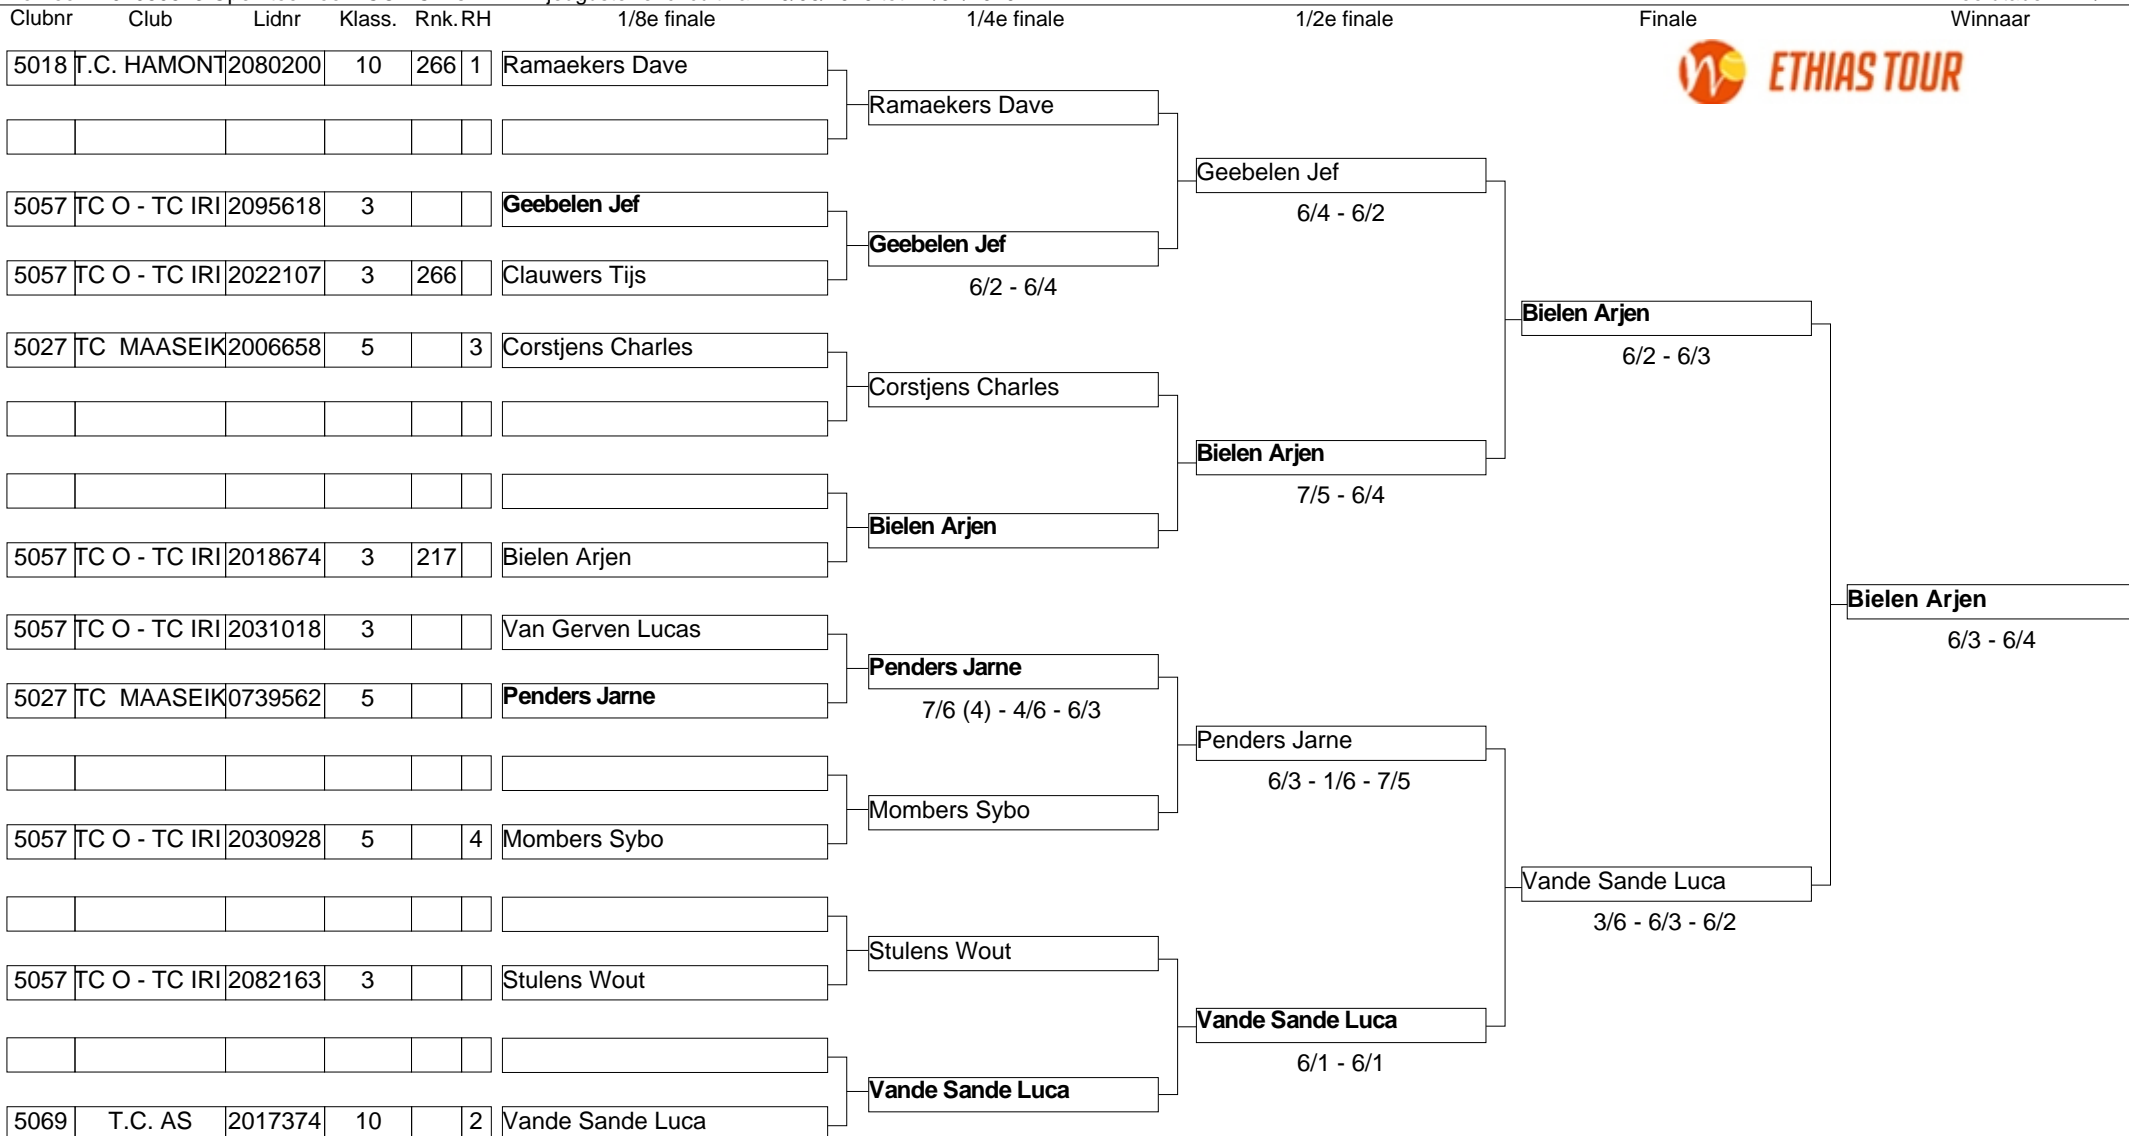 Clubnr Club Lidnr Klass. Rnk. RH 1/8e finale 1/4e finale 1/2e finale Finale Winnaar
ETHIAS TOUR
5018 T.C. HAMONT 2080200 10 266 1 Ramaekers Dave
Ramaekers Dave
Geebelen Jef
6/4 - 6/2
5057 TC O - TC IRI 2095618 3 Geebelen Jef
Geebelen Jef
6/2 - 6/4
5057 TC O - TC IRI 2022107 3 266 Clauwers Tijs
Bielen Arjen
6/2 - 6/3
5027 TC MAASEIK 2006658 5 3 Corstjens Charles
Corstjens Charles
Bielen Arjen
7/5 - 6/4
Bielen Arjen
5057 TC O - TC IRI 2018674 3 217 Bielen Arjen
Bielen Arjen
6/3 - 6/4
5057 TC O - TC IRI 2031018 3 Van Gerven Lucas
Penders Jarne
7/6 (4) - 4/6 - 6/3
5027 TC MAASEIK 0739562 5 Penders Jarne
Penders Jarne
6/3 - 1/6 - 7/5
Mombers Sybo
5057 TC O - TC IRI 2030928 5 4 Mombers Sybo
Vande Sande Luca
3/6 - 6/3 - 6/2
Stulens Wout
5057 TC O - TC IRI 2082163 3 Stulens Wout
Vande Sande Luca
6/1 - 6/1
Vande Sande Luca
5069 T.C. AS 2017374 10 2 Vande Sande Luca